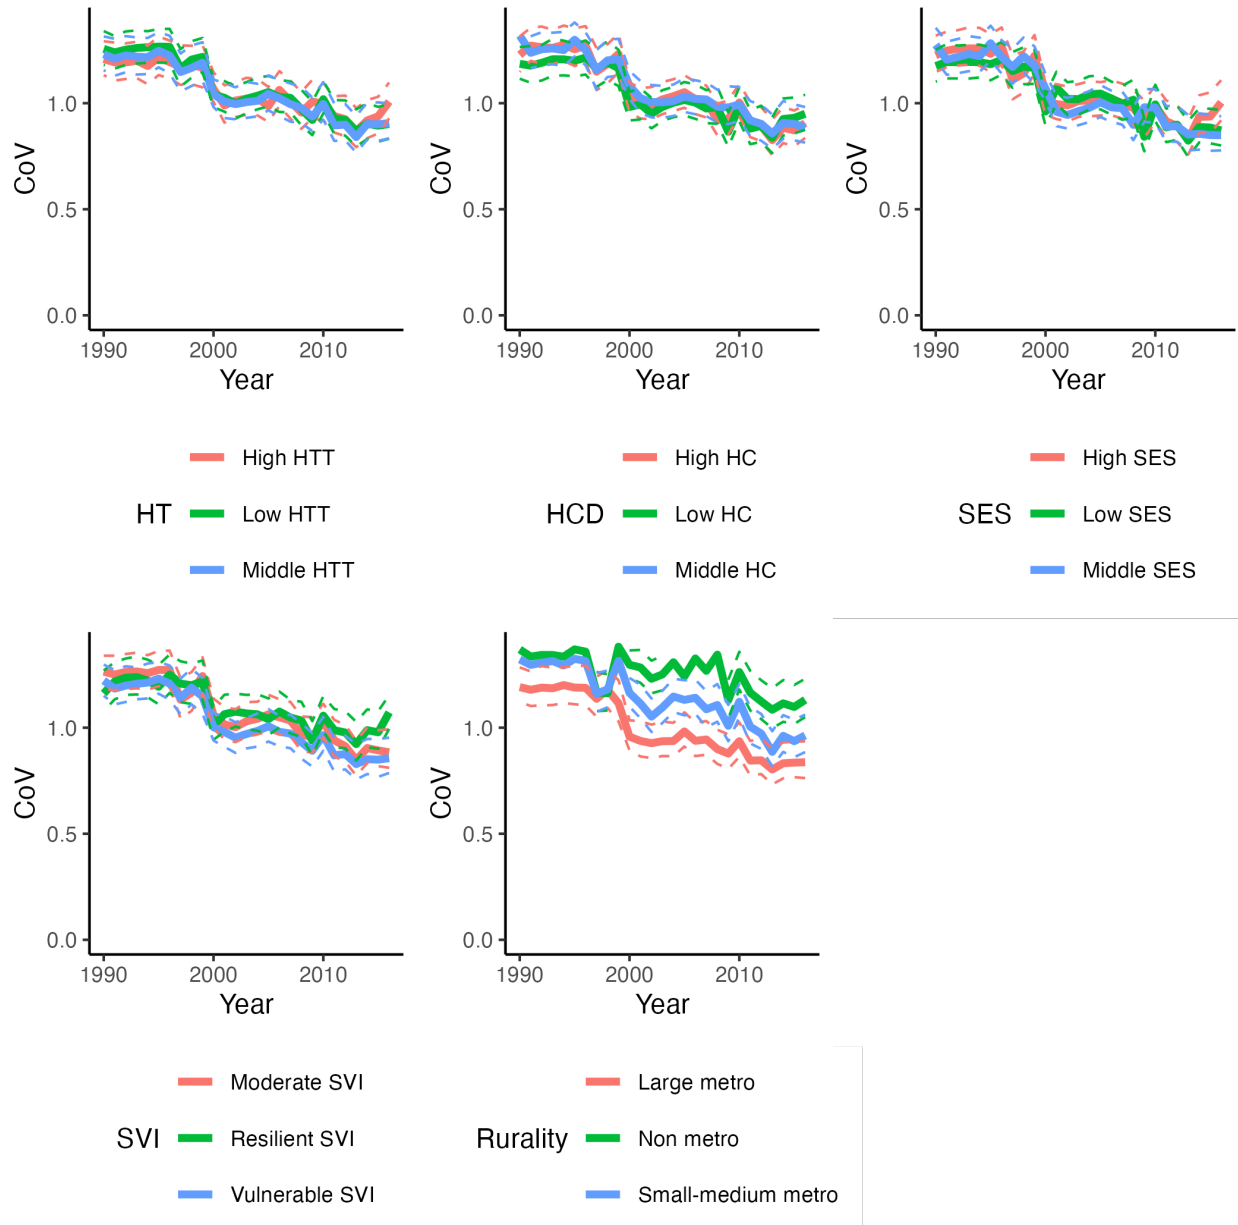 CoV
1.0
0.5
0.0
1990 2000 2010
Year
HT
High HTT
Low HTT
Middle HTT
CoV
1.0
0.5
0.0
1990 2000 2010
Year
HCD
High HC
Low HC
Middle HC
CoV
1.0
0.5
0.0
1990 2000 2010
Year
SES
High SES
Low SES
Middle SES
CoV
1.0
0.5
0.0
1990 2000 2010
Year
SVI
Moderate SVI
Resilient SVI
Vulnerable SVI
CoV
1.0
0.5
0.0
1990 2000 2010
Year
Rurality
Large metro
Non metro
Small-medium metro